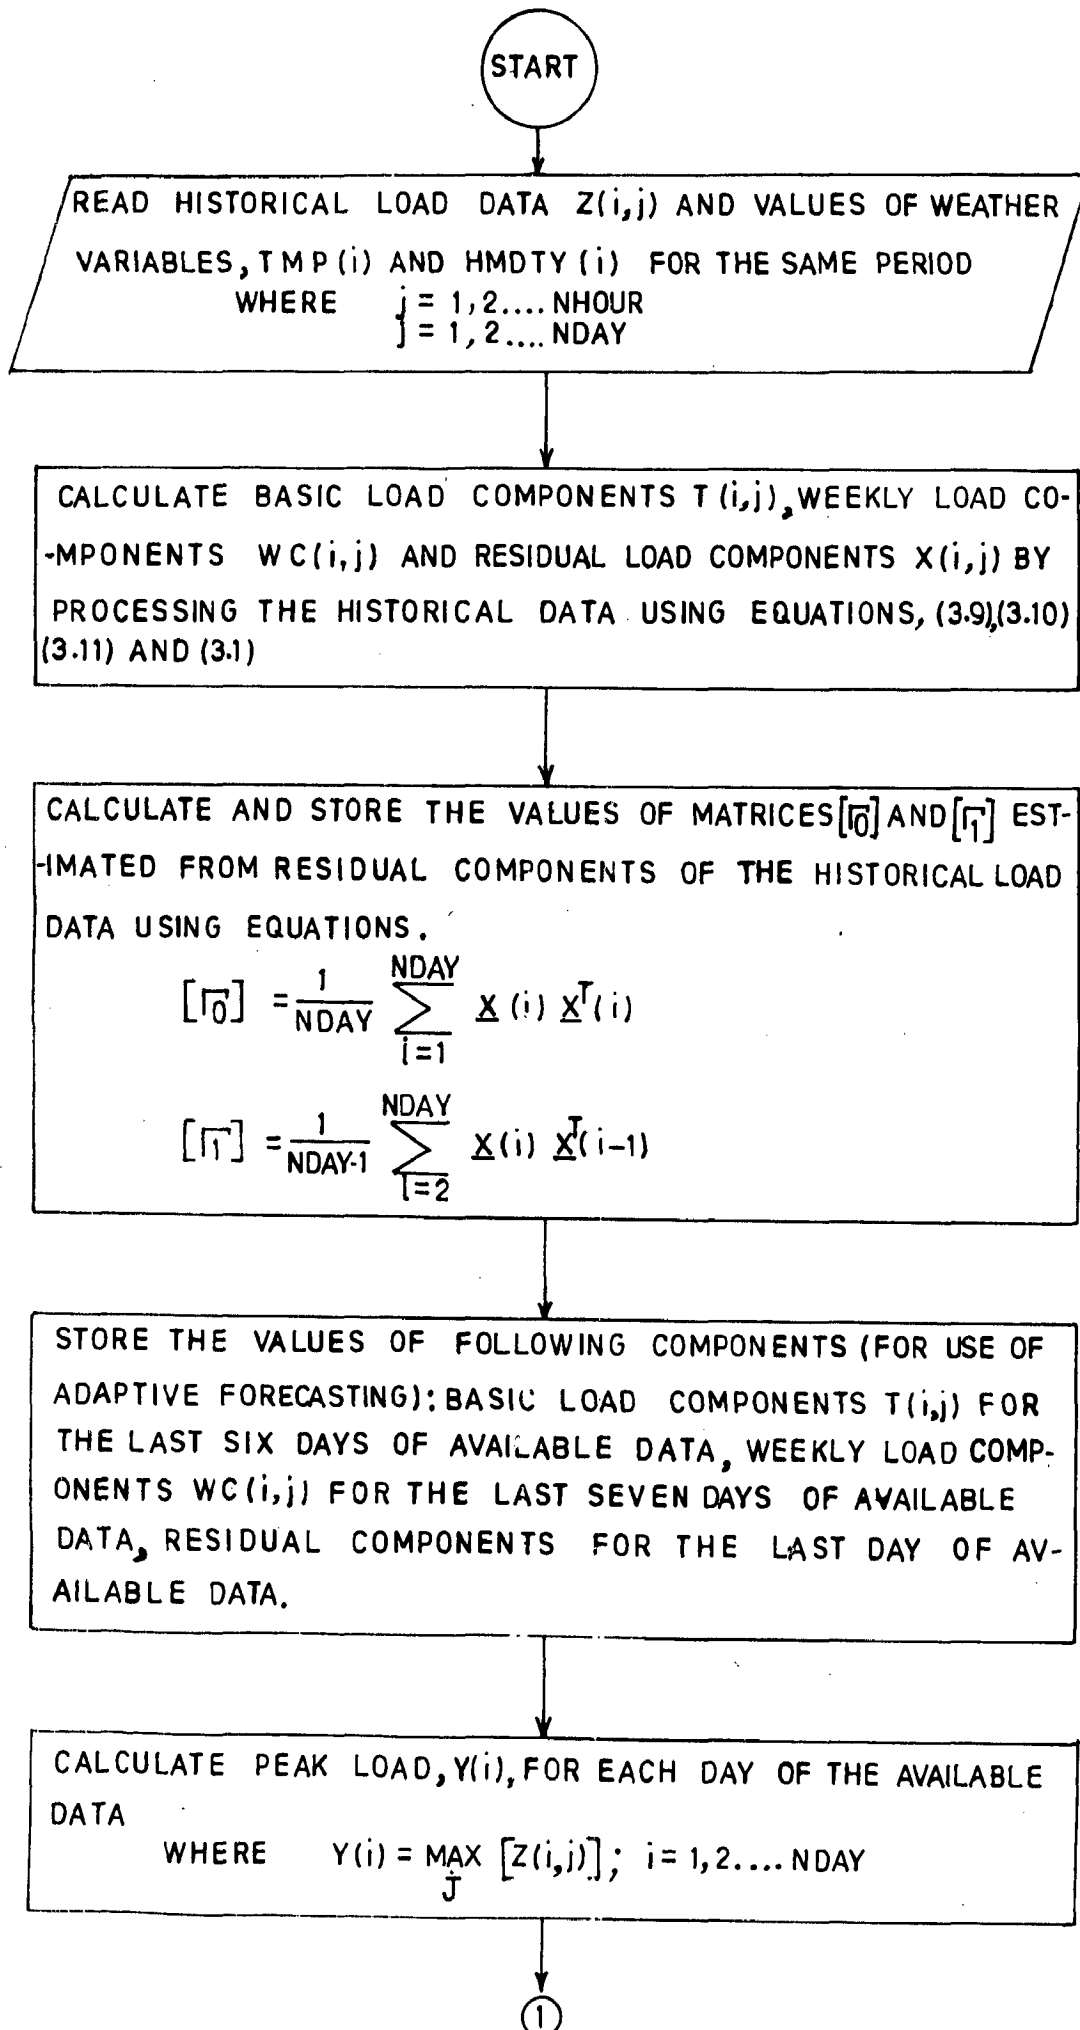 START
READ HISTORICAL LOAD DATA Z(i,j) AND VALUES OF WEATHER
VARIABLES, TMP(i) AND HMDTY(i) FOR THE SAME PERIOD
WHERE j = 1,2.... NHOUR
j = 1,2.... NDAY
CALCULATE BASIC LOAD COMPONENTS T(i,j), WEEKLY LOAD CO-
-MPONENTS WC(i,j) AND RESIDUAL LOAD COMPONENTS X(i,j) BY
PROCESSING THE HISTORICAL DATA USING EQUATIONS, (3.9),(3.10)
(3.11) AND (3.1)
CALCULATE AND STORE THE VALUES OF MATRICES [Γ0] AND [Γ1] EST-
-IMATED FROM RESIDUAL COMPONENTS OF THE HISTORICAL LOAD
DATA USING EQUATIONS.
[Γ0] = 1/NDAY ∑_{i=1}^{NDAY} X(i) X^T(i)
[Γ1] = 1/NDAY-1 ∑_{i=2}^{NDAY} X(i) X^T(i-1)
STORE THE VALUES OF FOLLOWING COMPONENTS (FOR USE OF
ADAPTIVE FORECASTING): BASIC LOAD COMPONENTS T(i,j) FOR
THE LAST SIX DAYS OF AVAILABLE DATA, WEEKLY LOAD COMP-
ONENTS WC(i,j) FOR THE LAST SEVEN DAYS OF AVAILABLE
DATA, RESIDUAL COMPONENTS FOR THE LAST DAY OF AV-
AILABLE DATA.
CALCULATE PEAK LOAD, Y(i), FOR EACH DAY OF THE AVAILABLE
DATA
WHERE Y(i) = MAX [Z(i,j)]; i = 1,2.... NDAY
J
1